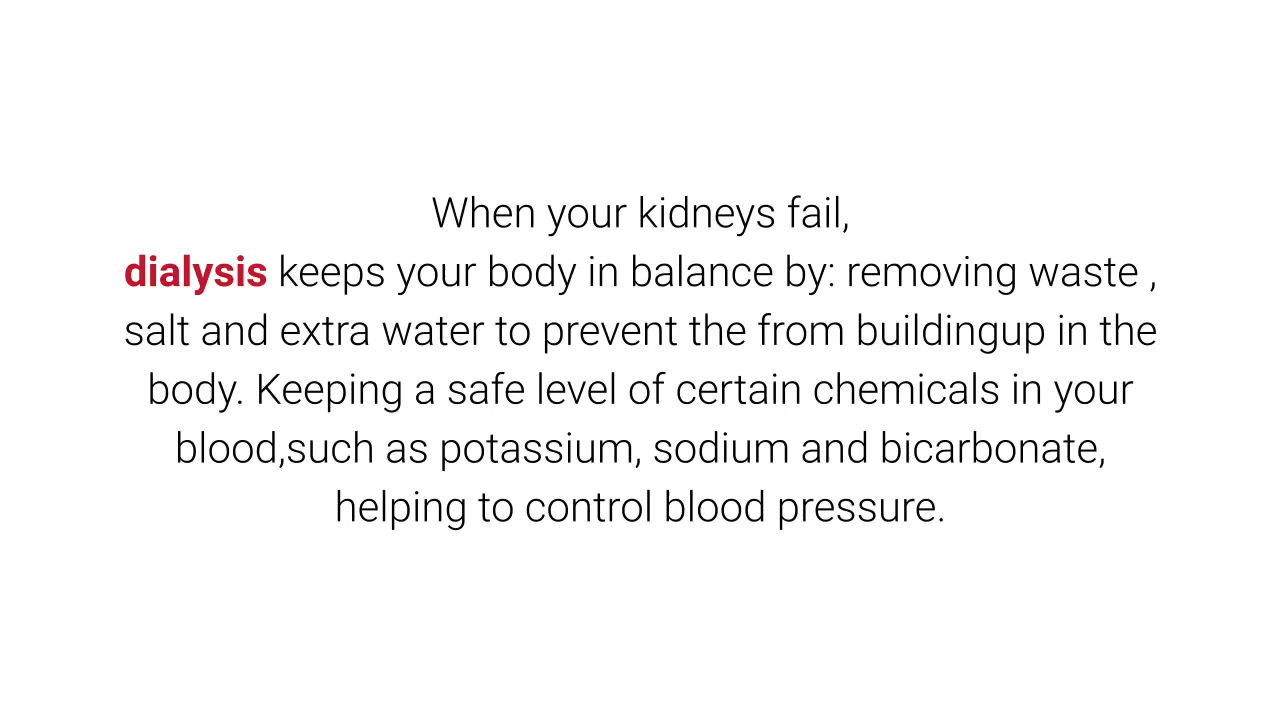 When your kidneys fail,
dialysis keeps your body in balance by: removing waste ,
salt and extra water to prevent the from buildingup in the
body. Keeping a safe level of certain chemicals in your
blood,such as potassium, sodium and bicarbonate,
helping to control blood pressure.